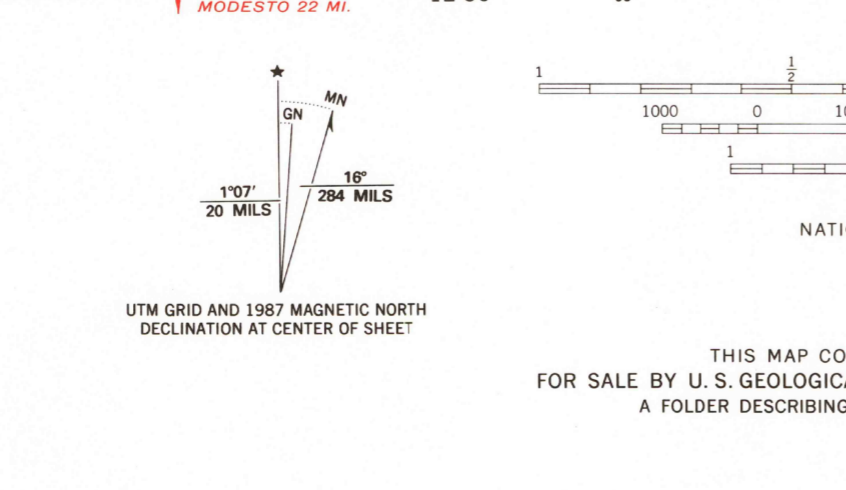 MODESTO 22 MI.
★
MN
GN
1°07′
20 MILS
16°
284 MILS
UTM GRID AND 1987 MAGNETIC NORTH
DECLINATION AT CENTER OF SHEET
1
1/2
1000
0
10
1
NATI
THIS MAP CO
FOR SALE BY U. S. GEOLOGICA
A FOLDER DESCRIBING